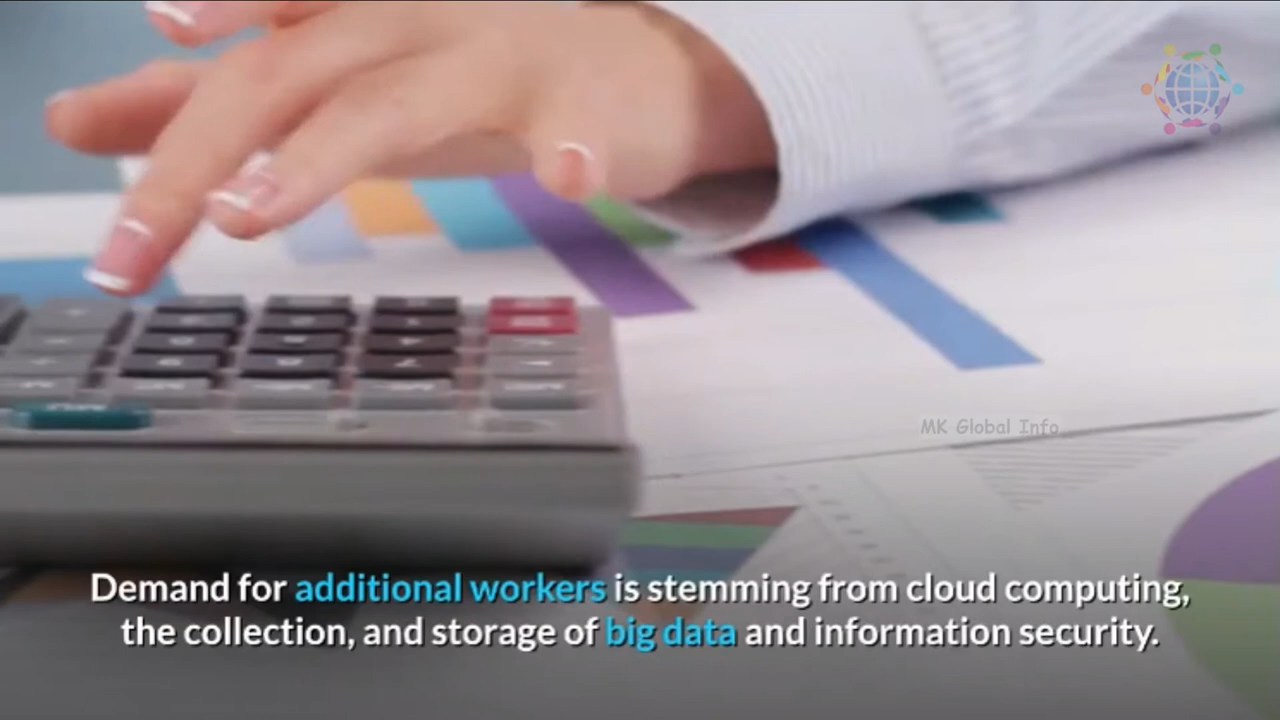 MK Global Info
Demand for additional workers is stemming from cloud computing,
the collection, and storage of big data and information security.